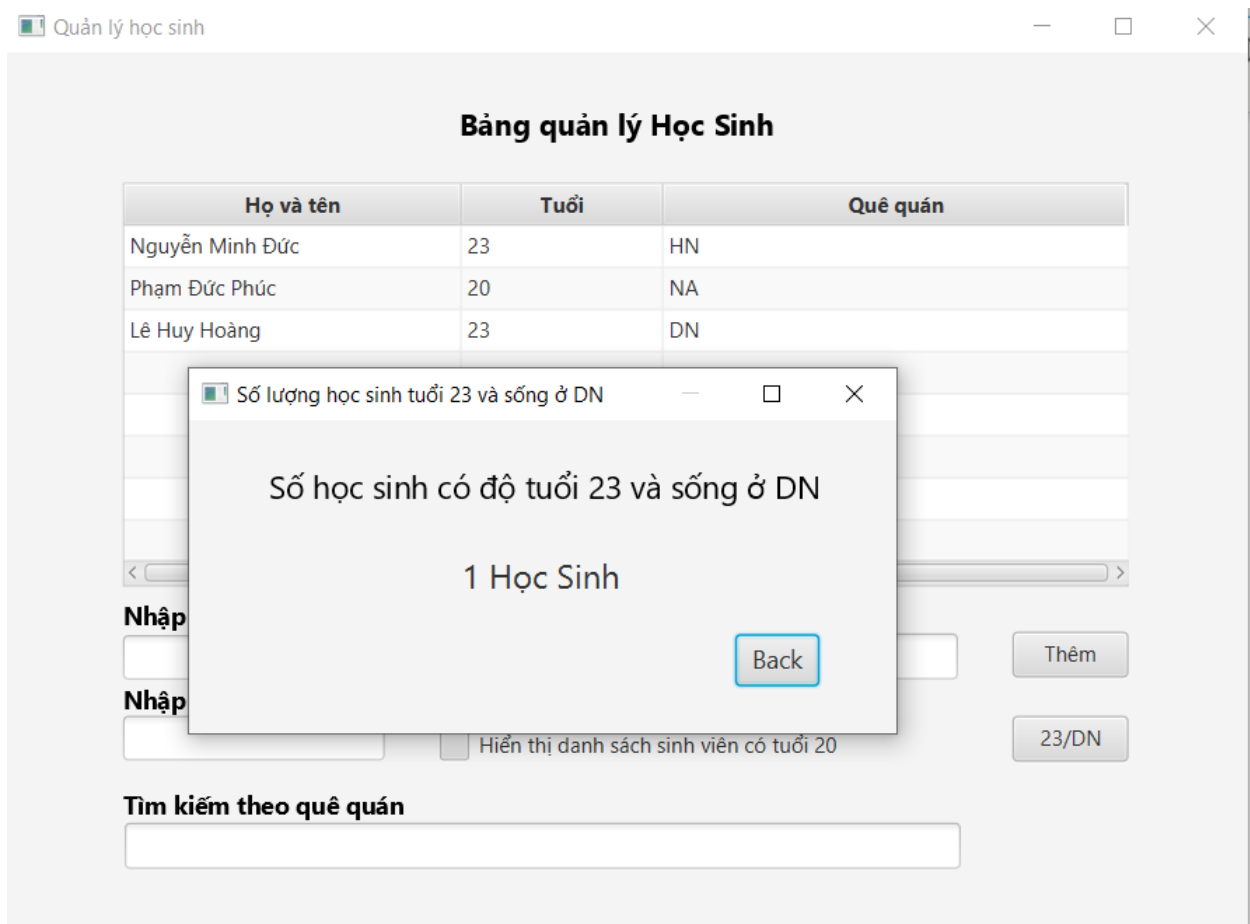 Quản lý học sinh
Bảng quản lý Học Sinh
Họ và tên Tuổi Quê quán
Nguyễn Minh Đức 23 HN
Phạm Đức Phúc 20 NA
Lê Huy Hoàng 23 DN
Số lượng học sinh tuổi 23 và sống ở DN
Số học sinh có độ tuổi 23 và sống ở DN
1 Học Sinh
Back
Nhập
Thêm
Nhập
Hiển thị danh sách sinh viên có tuổi 20
23/DN
Tìm kiếm theo quê quán